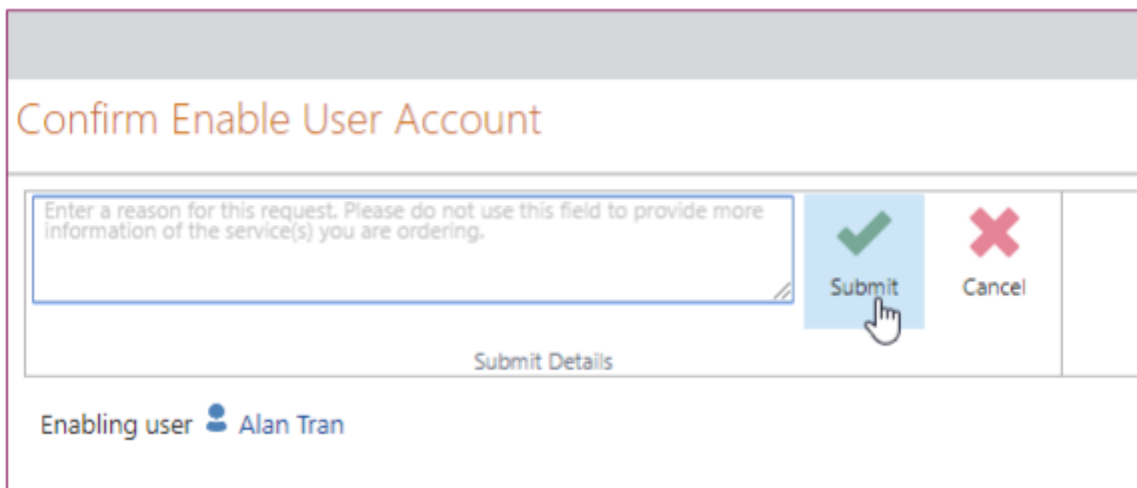 Confirm Enable User Account
Enter a reason for this request. Please do not use this field to provide more
information of the service(s) you are ordering.
Submit
Cancel
Submit Details
Enabling user Alan Tran